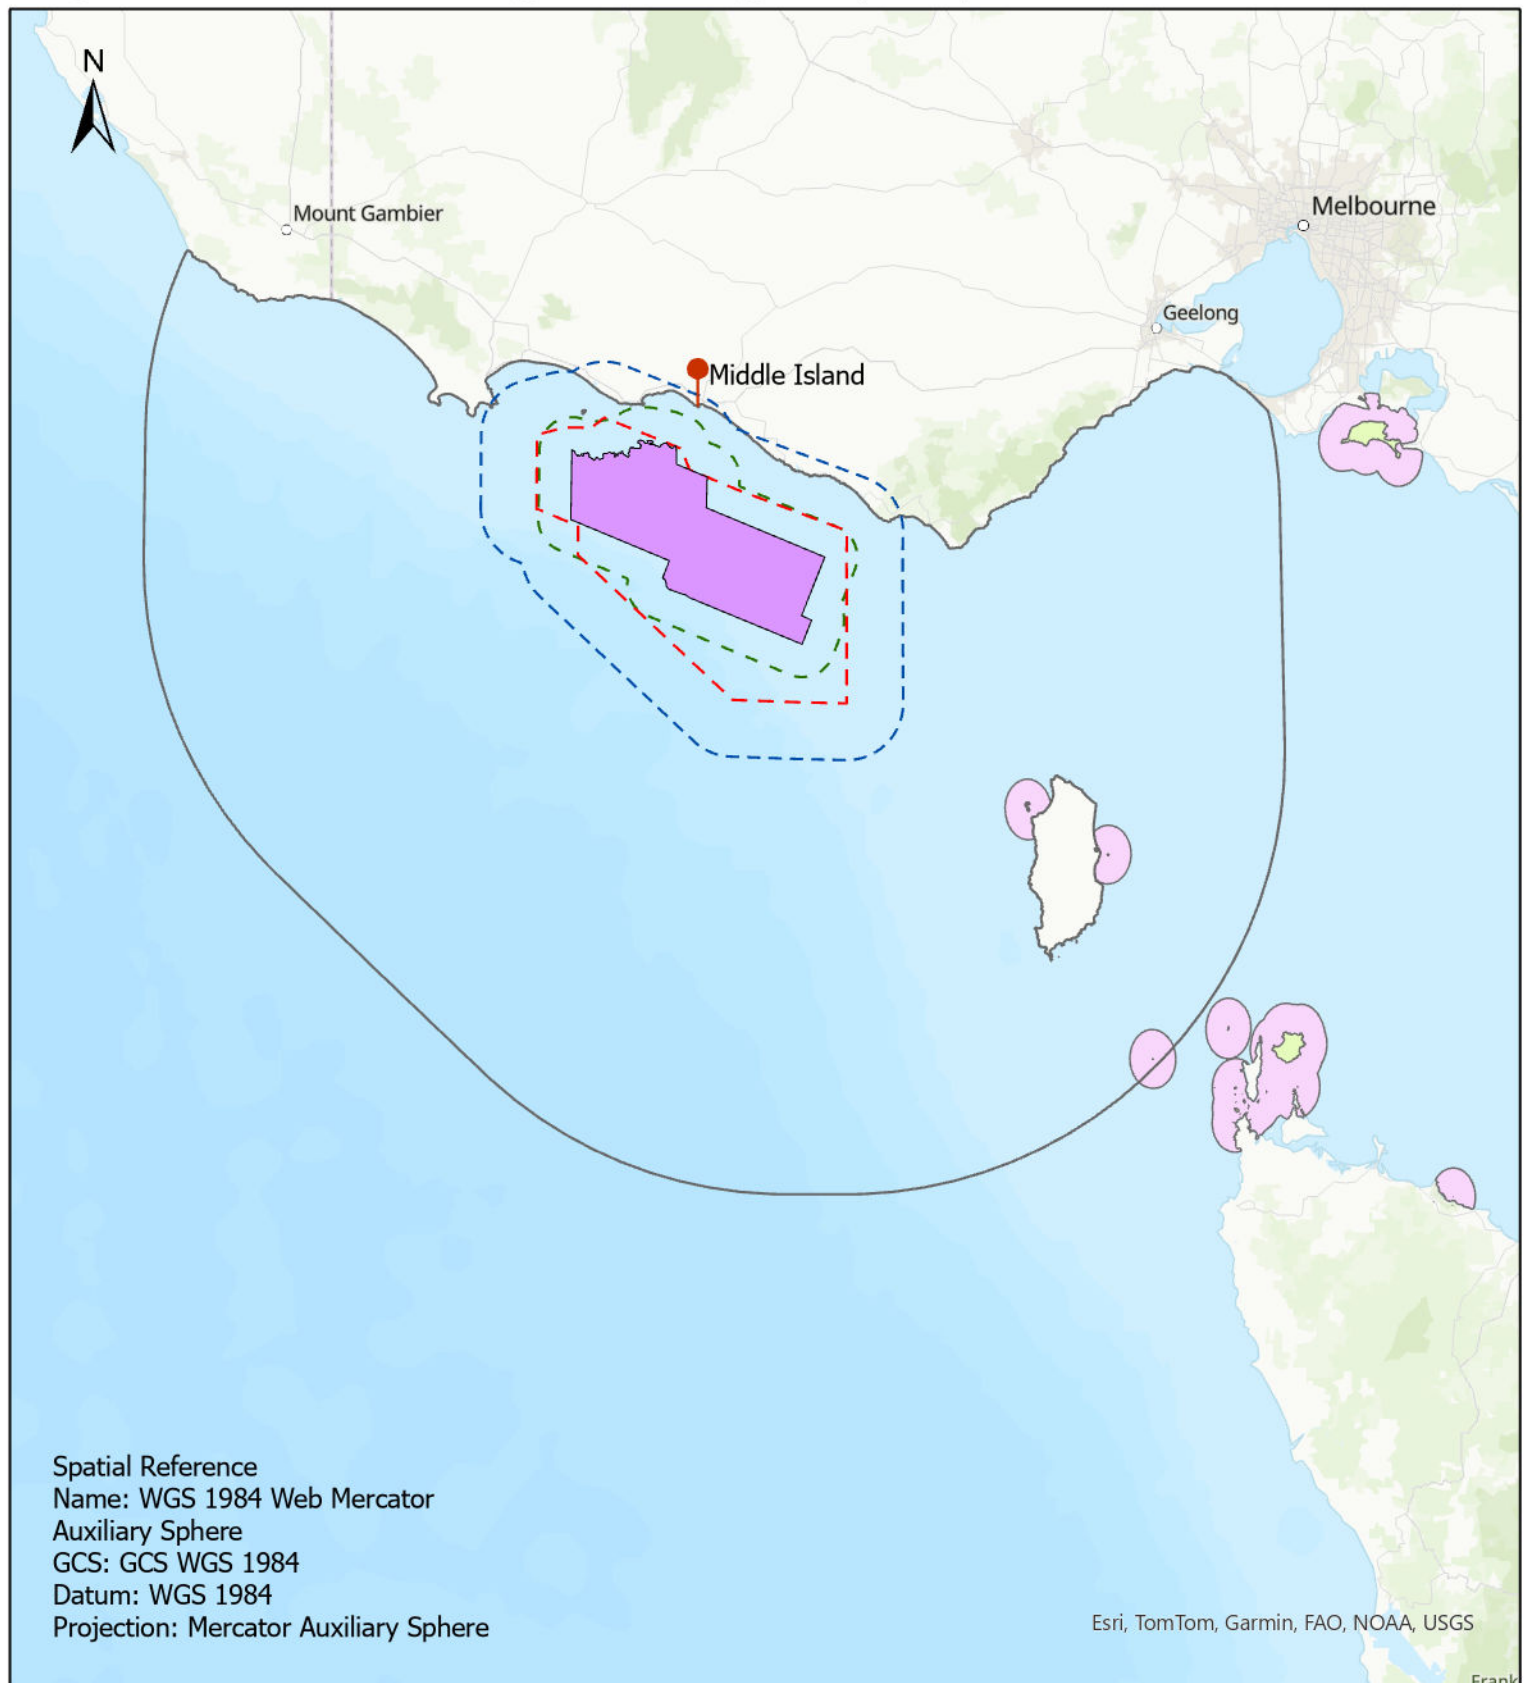 N
Mount Gambier
Melbourne
Geelong
Middle Island
Spatial Reference
Name: WGS 1984 Web Mercator
Auxiliary Sphere
GCS: GCS WGS 1984
Datum: WGS 1984
Projection: Mercator Auxiliary Sphere
Esri, TomTom, Garmin, FAO, NOAA, USGS
Frank